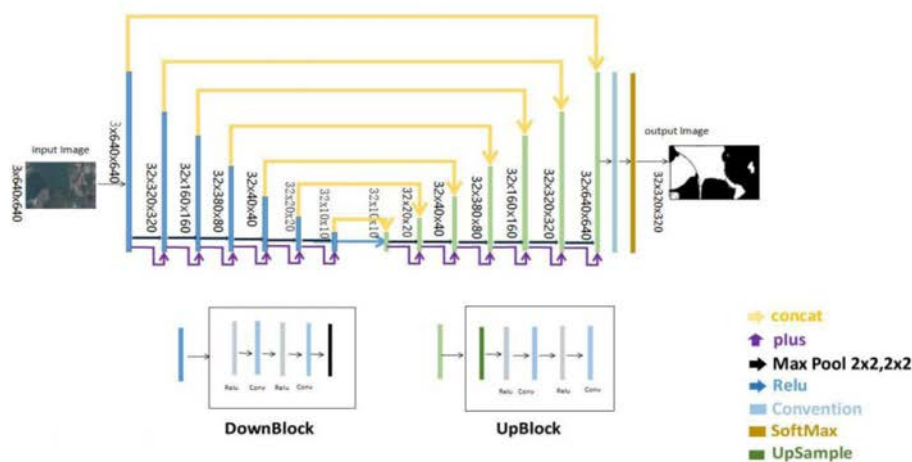 input Image
3x640x640
3x640x640
32x320x320
32x160x160
32x380x80
32x40x40
32x20x20
32x10x10
32x10x10
32x20x20
32x40x40
32x380x80
32x160x160
32x320x320
32x640x640
output Image
32x320x320
Relu
Conv
Relu
Conv
DownBlock
Relu
Conv
Relu
Conv
UpBlock
concat
plus
Max Pool 2x2,2x2
Relu
Convention
SoftMax
UpSample